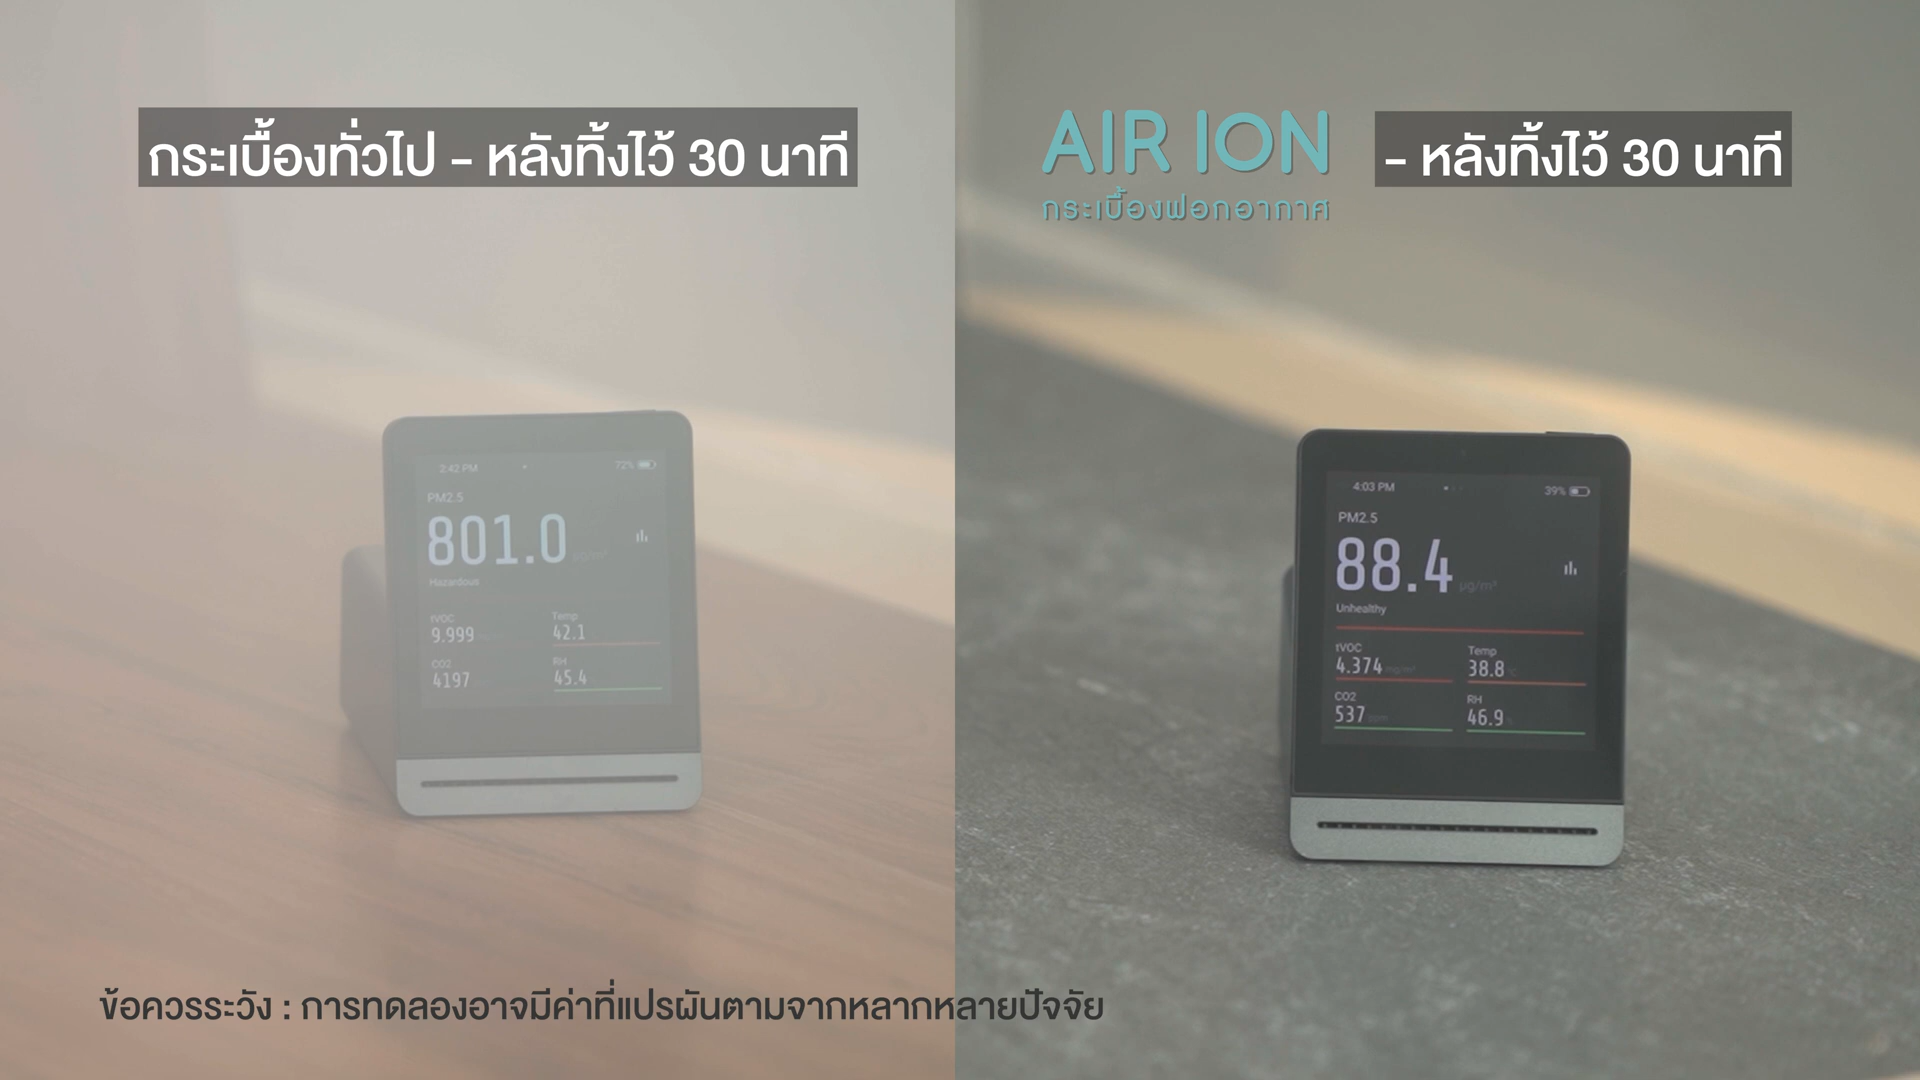 กระเบื้องทั่วไป - หลังทิ้งไว้ 30 นาที
AIR ION
กระเบื้องฟอกอากาศ
- หลังทิ้งไว้ 30 นาที
2:42 PM 72%
PM2.5
801.0 µg/m³
Hazardous
tVOC Temp
9.999 42.1
CO2 RH
4197 45.4
4:03 PM 39%
PM2.5
88.4 µg/m³
Unhealthy
tVOC Temp
4.374 mg/m³ 38.8 °C
CO2 RH
537 ppm 46.9
ข้อควรระวัง : การทดลองอาจมีค่าที่แปรผันตามจากหลากหลายปัจจัย